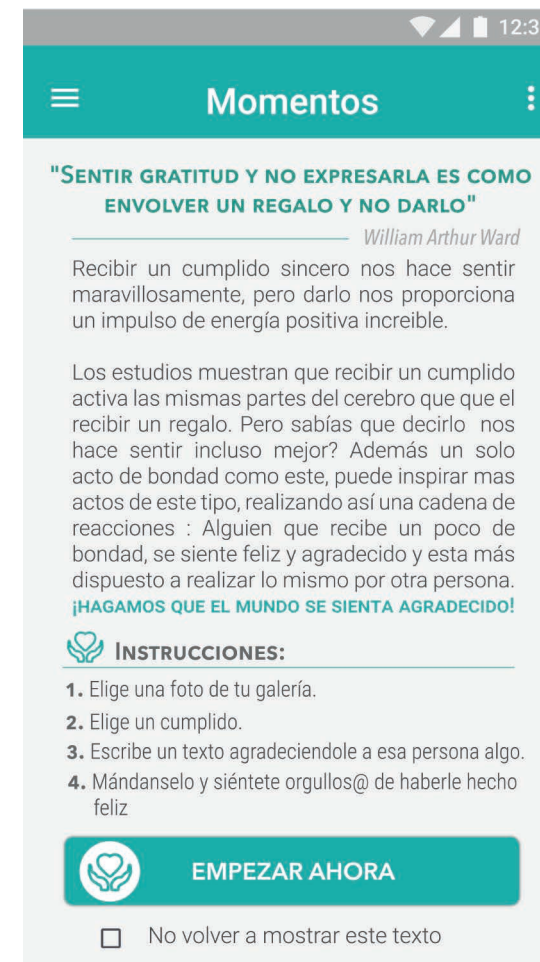 12:3
Momentos
"SENTIR GRATITUD Y NO EXPRESARLA ES COMO
ENVOLVER UN REGALO Y NO DARLO"
William Arthur Ward
Recibir un cumplido sincero nos hace sentir
maravillosamente, pero darlo nos proporciona
un impulso de energía positiva increible.
Los estudios muestran que recibir un cumplido
activa las mismas partes del cerebro que que el
recibir un regalo. Pero sabías que decirlo nos
hace sentir incluso mejor? Además un solo
acto de bondad como este, puede inspirar mas
actos de este tipo, realizando así una cadena de
reacciones : Alguien que recibe un poco de
bondad, se siente feliz y agradecido y esta más
dispuesto a realizar lo mismo por otra persona.
¡HAGAMOS QUE EL MUNDO SE SIENTA AGRADECIDO!
INSTRUCCIONES:
1. Elige una foto de tu galería.
2. Elige un cumplido.
3. Escribe un texto agradeciendole a esa persona algo.
4. Mándanselo y siéntete orgullos@ de haberle hecho
feliz
EMPEZAR AHORA
No volver a mostrar este texto